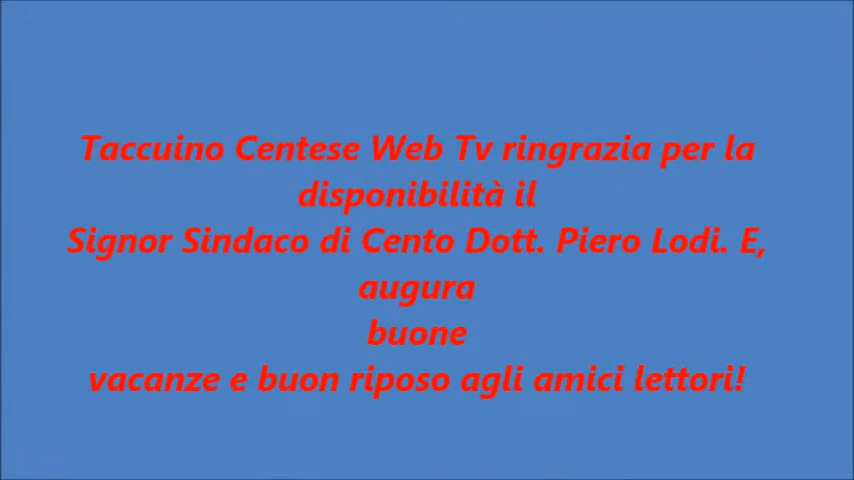 Taccuino Centese Web Tv ringrazia per la
disponibilità il
Signor Sindaco di Cento Dott. Piero Lodi. E,
augura
buone
vacanze e buon riposo agli amici lettori!